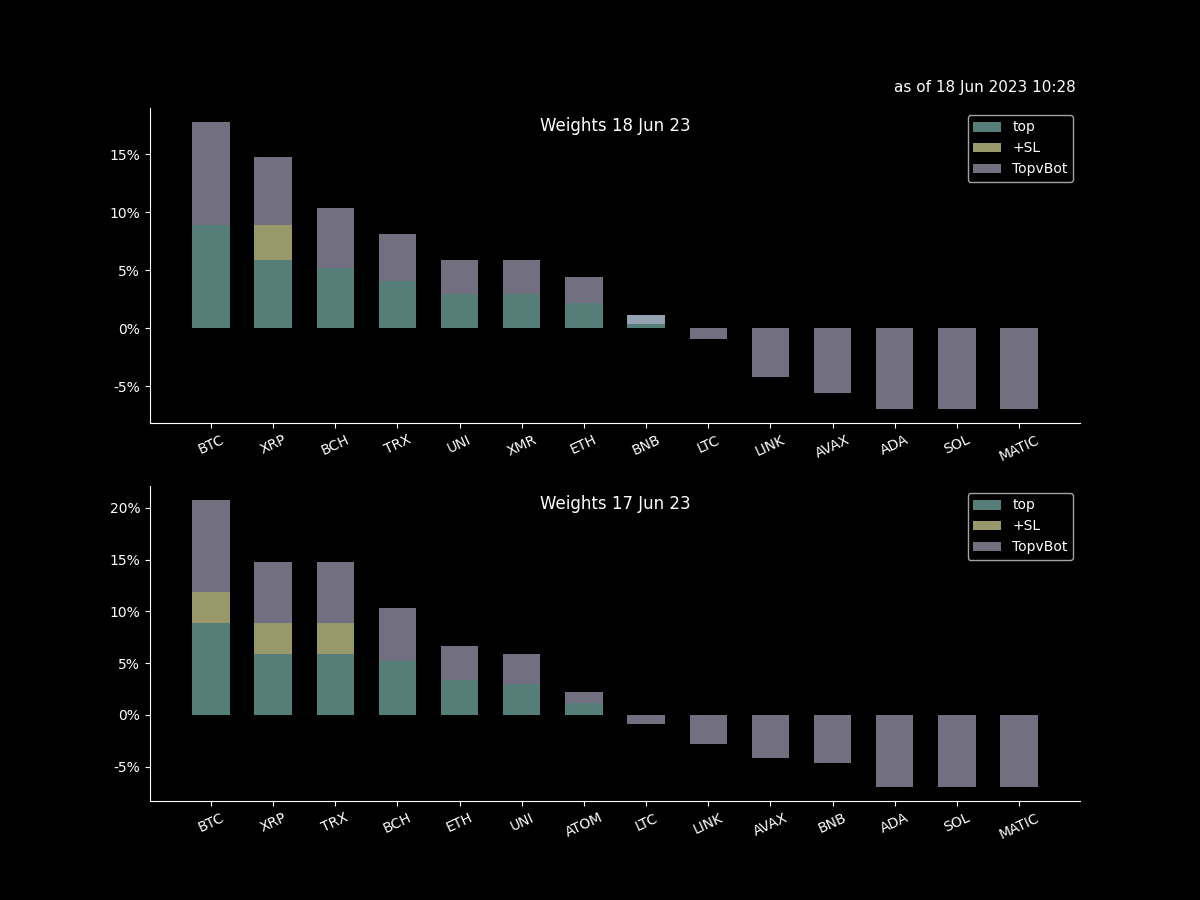 as of 18 Jun 2023 10:28
Weights 18 Jun 23
top
+SL
TopvBot
15%
10%
5%
0%
-5%
BTC XRP BCH TRX UNI XMR ETH BNB LTC LINK AVAX ADA SOL MATIC
Weights 17 Jun 23
top
+SL
TopvBot
20%
15%
10%
5%
0%
-5%
BTC XRP TRX BCH ETH UNI ATOM LTC LINK AVAX BNB ADA SOL MATIC